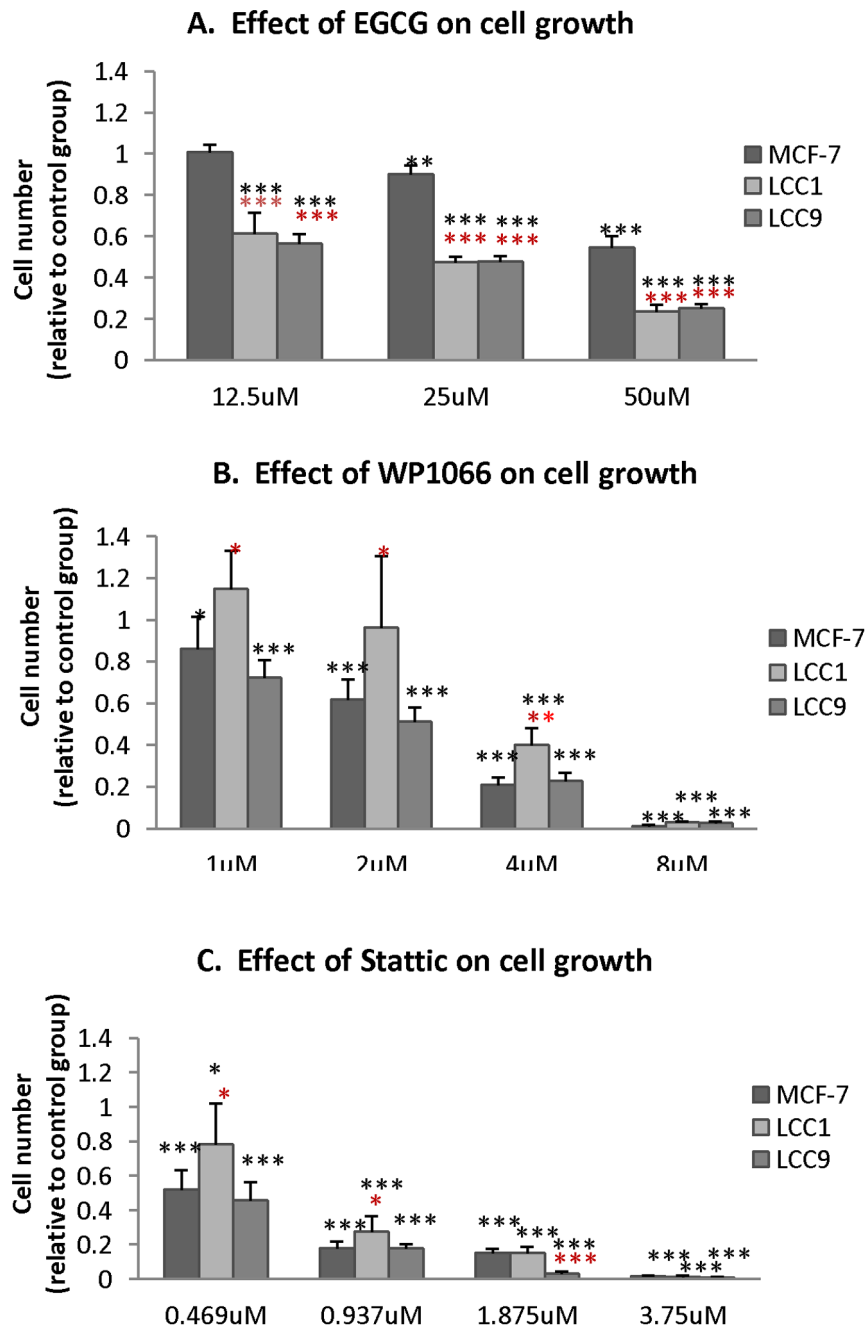 A. Effect of EGCG on cell growth
Cell number
(relative to control group)
1.4
1.2
1
0.8
0.6
0.4
0.2
0
***
***
***
***
**
***
***
***
***
***
***
***
***
***
12.5uM
25uM
50uM
MCF-7
LCC1
LCC9
B. Effect of WP1066 on cell growth
Cell number
(relative to control group)
1.4
1.2
1
0.8
0.6
0.4
0.2
0
*
*
***
***
*
***
***
***
**
***
***
***
***
1uM
2uM
4uM
8uM
MCF-7
LCC1
LCC9
C. Effect of Stattic on cell growth
Cell number
(relative to control group)
1.4
1.2
1
0.8
0.6
0.4
0.2
0
***
*
*
***
***
***
*
***
***
***
***
***
***
***
***
0.469uM
0.937uM
1.875uM
3.75uM
MCF-7
LCC1
LCC9